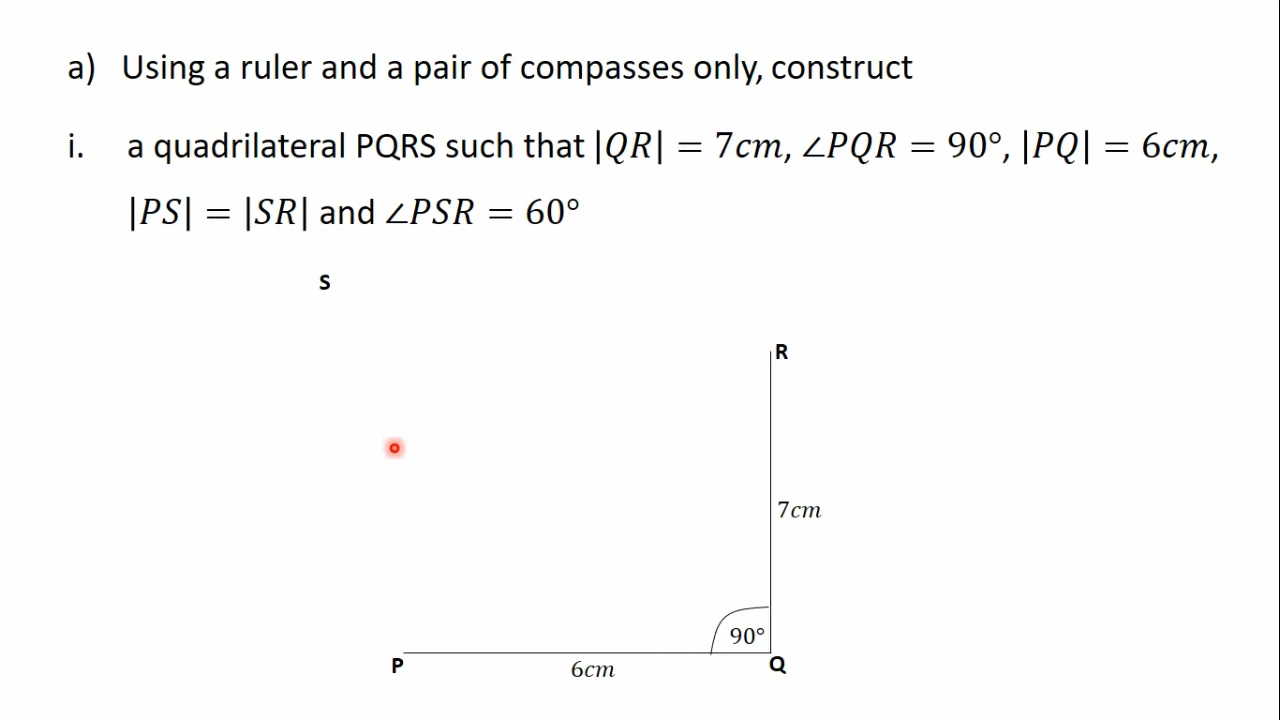 a) Using a ruler and a pair of compasses only, construct
i. a quadrilateral PQRS such that |QR| = 7cm, ∠PQR = 90°, |PQ| = 6cm,
|PS| = |SR| and ∠PSR = 60°
S
R
7cm
90°
P
Q
6cm